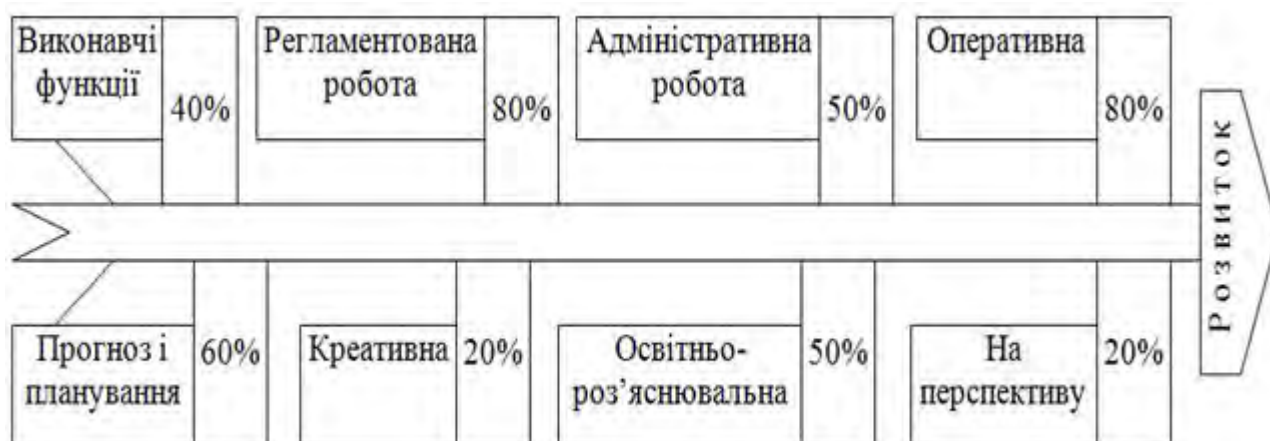 Виконавчі
функції
40%
Регламентована
робота
80%
Адміністративна
робота
50%
Оперативна
80%
Розвиток
Прогноз і
планування
60%
Креативна
20%
Освітньо-
роз’яснювальна
50%
На
перспективу
20%